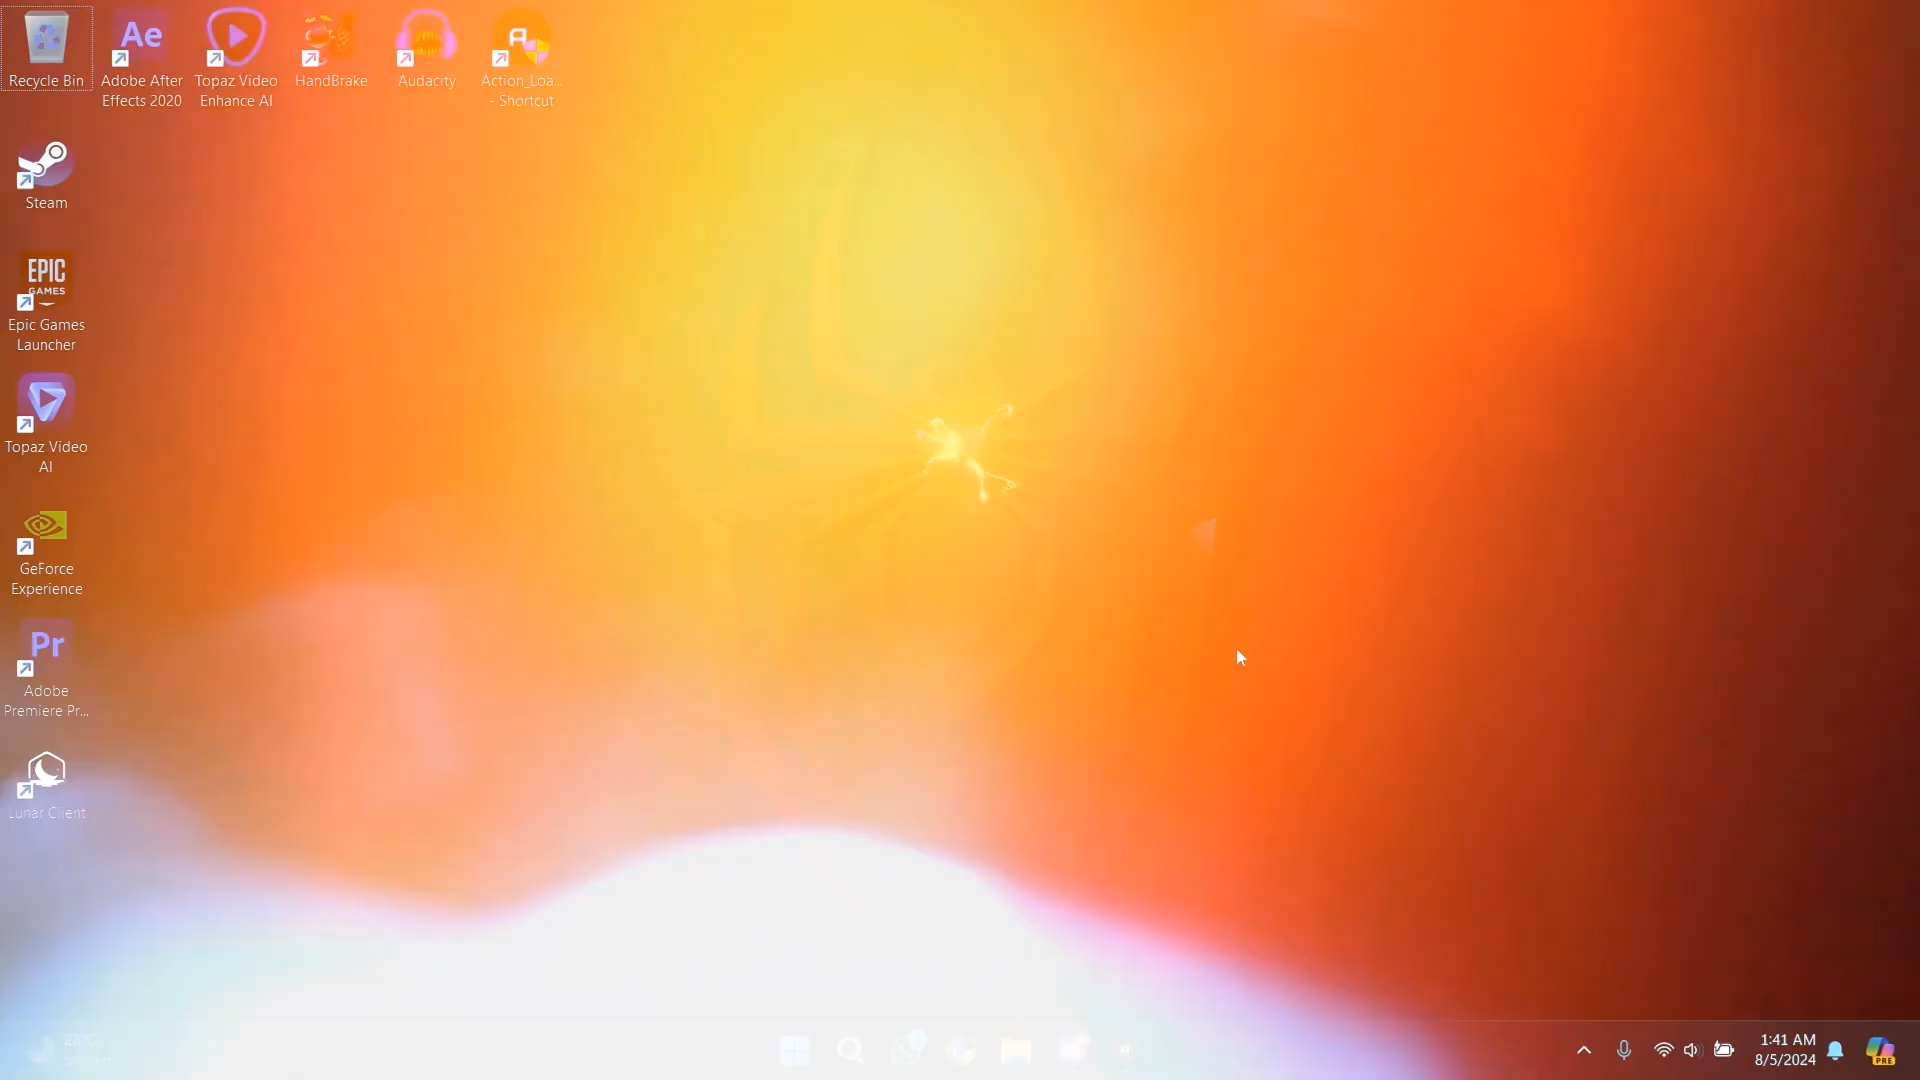 Recycle Bin
Ae
Adobe After
Effects 2020
Topaz Video
Enhance AI
HandBrake
Audacity
Action_Loa...
- Shortcut
Steam
EPIC
GAMES
Epic Games
Launcher
Topaz Video
AI
GeForce
Experience
Pr
Adobe
Premiere Pr...
Lunar Client
22°C
1:41 AM
8/5/2024
PRE